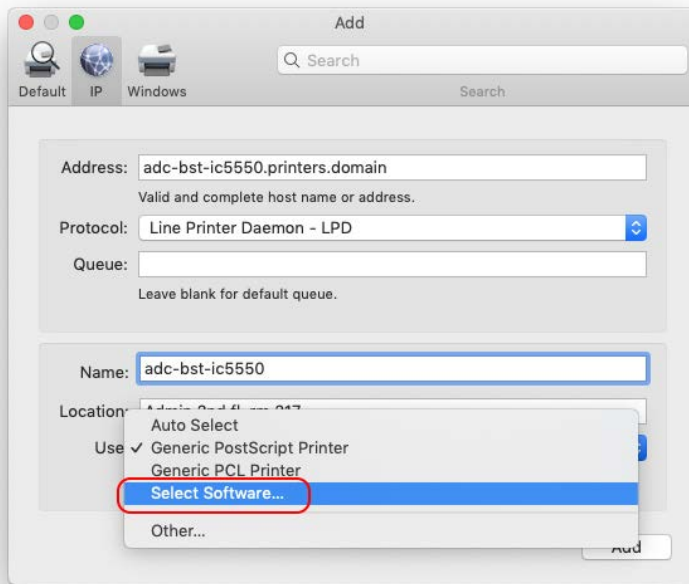 Add
Search
Default IP Windows
Search
Address: adc-bst-ic5550.printers.domain
Valid and complete host name or address.
Protocol: Line Printer Daemon - LPD
Queue:
Leave blank for default queue.
Name: adc-bst-ic5550
Location:
Auto Select
Use ✓ Generic PostScript Printer
Generic PCL Printer
Select Software...
Other...
Add